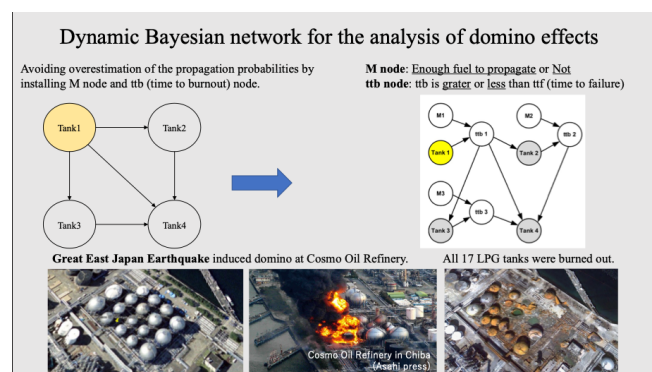 Dynamic Bayesian network for the analysis of domino effects
Avoiding overestimation of the propagation probabilities by
installing M node and ttb (time to burnout) node.
M node: Enough fuel to propagate or Not
ttb node: ttb is grater or less than ttf (time to failure)
Tank1
Tank2
Tank3
Tank4
M1
M2
ttb 1
ttb 2
Tank 1
Tank 2
M3
ttb 3
Tank 3
Tank 4
Great East Japan Earthquake induced domino at Cosmo Oil Refinery.
All 17 LPG tanks were burned out.
Cosmo Oil Refinery in Chiba
(Asahi press)